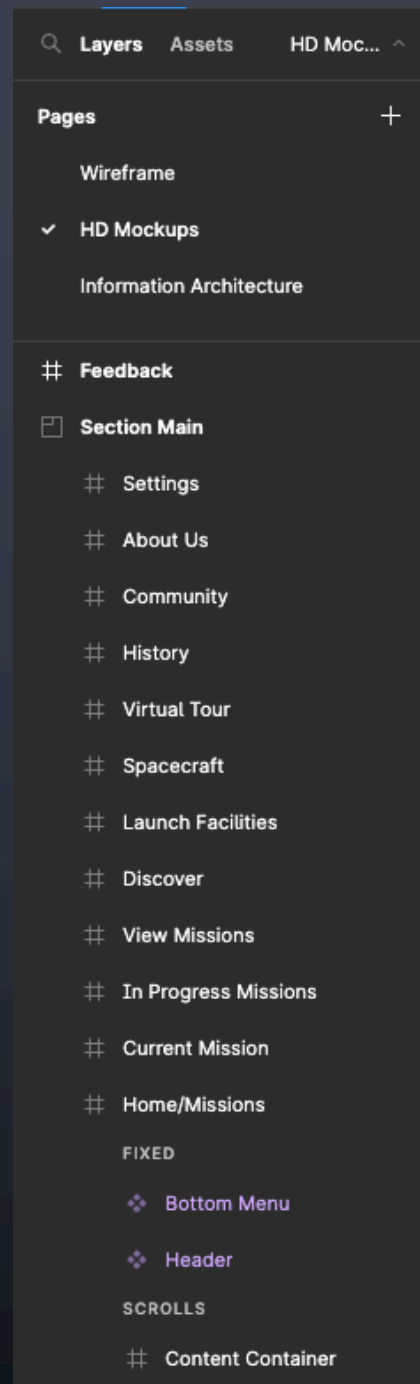 Layers Assets HD Moc...
Pages
Wireframe
HD Mockups
Information Architecture
Feedback
Section Main
Settings
About Us
Community
History
Virtual Tour
Spacecraft
Launch Facilities
Discover
View Missions
In Progress Missions
Current Mission
Home/Missions
FIXED
Bottom Menu
Header
SCROLLS
Content Container